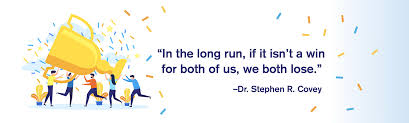 “In the long run, if it isn’t a win
for both of us, we both lose.”
–Dr. Stephen R. Covey